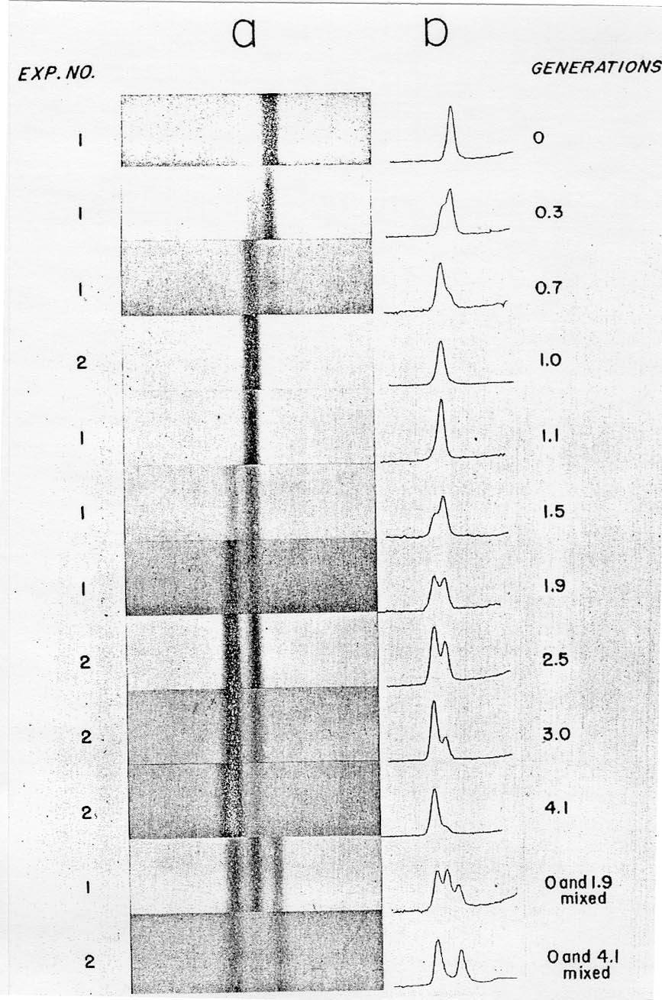 a b
EXP. NO. GENERATIONS
1 0
1 0.3
1 0.7
2 1.0
1 1.1
1 1.5
1 1.9
2 2.5
2 3.0
2 4.1
1 0 and 1.9
mixed
2 0 and 4.1
mixed